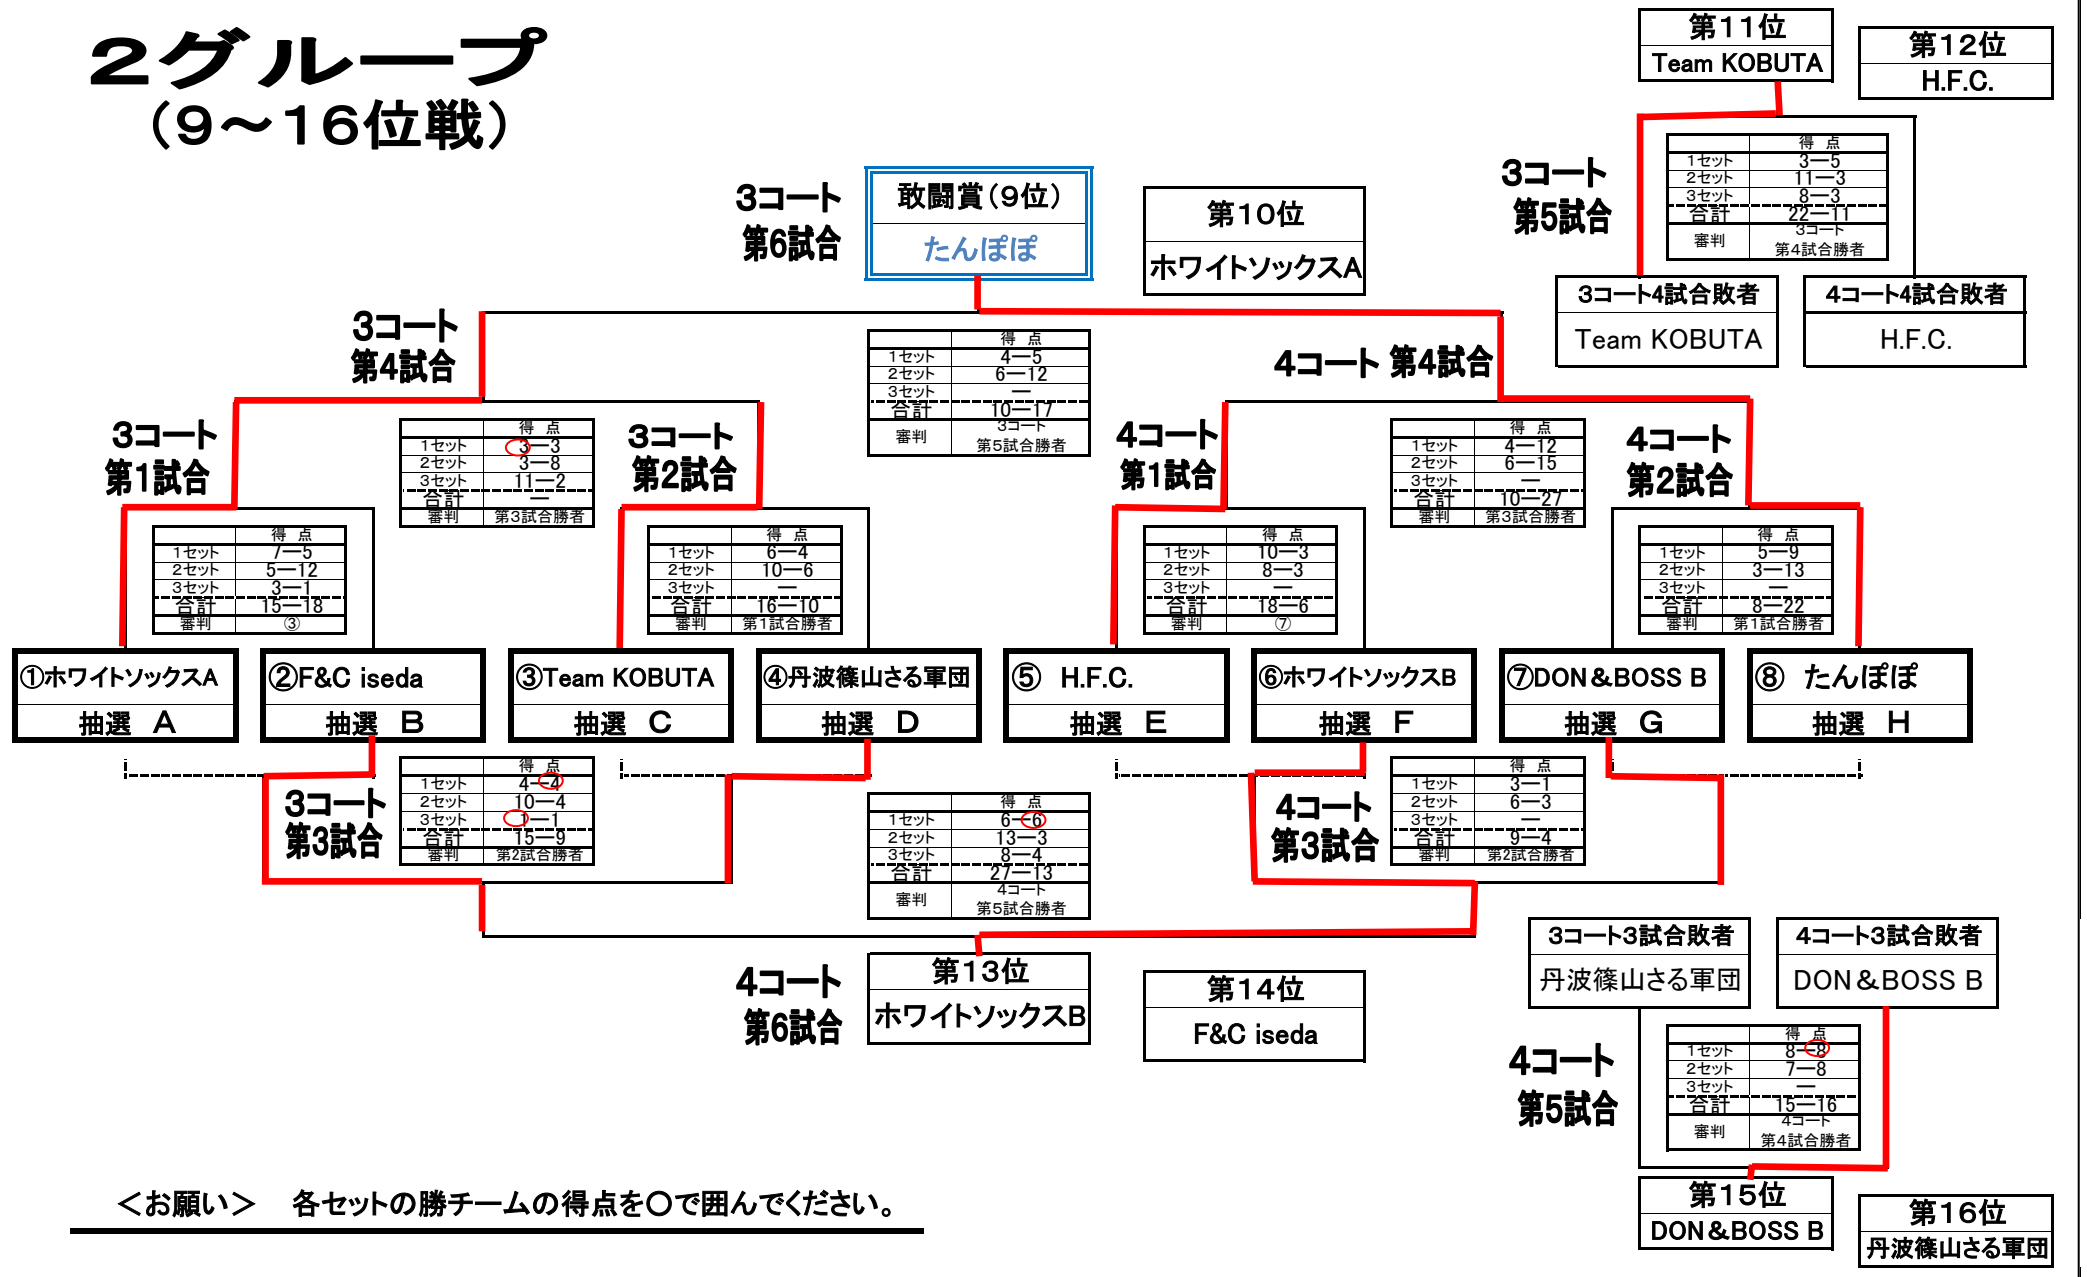 2グループ
(9～16位戦)
第11位
Team KOBUTA
第12位
H.F.C.
3コート
第5試合
得 点
1セット 3―5
2セット 11―3
3セット 8―3
合計 22―11
審判 3コート
第4試合勝者
3コート4試合敗者
Team KOBUTA
4コート4試合敗者
H.F.C.
3コート
第6試合
敢闘賞(9位)
たんぽぽ
第10位
ホワイトソックスA
得 点
1セット 4―5
2セット 6―12
3セット ―
合計 10―17
審判 3コート
第5試合勝者
3コート
第4試合
得 点
1セット 3―3
2セット 3―8
3セット 11―2
合計 ―
審判 第3試合勝者
4コート 第4試合
得 点
1セット 4―12
2セット 6―15
3セット ―
合計 10―27
審判 第3試合勝者
3コート
第1試合
得 点
1セット 7―5
2セット 5―12
3セット 3―1
合計 15―18
審判 ③
3コート
第2試合
得 点
1セット 6―4
2セット 10―6
3セット ―
合計 16―10
審判 第1試合勝者
4コート
第1試合
得 点
1セット 10―3
2セット 8―3
3セット ―
合計 18―6
審判 ⑦
4コート
第2試合
得 点
1セット 5―9
2セット 3―13
3セット ―
合計 8―22
審判 第1試合勝者
①ホワイトソックスA
抽選 A
②F&C iseda
抽選 B
③Team KOBUTA
抽選 C
④丹波篠山さる軍団
抽選 D
⑤ H.F.C.
抽選 E
⑥ホワイトソックスB
抽選 F
⑦DON&BOSS B
抽選 G
⑧ たんぽぽ
抽選 H
3コート
第3試合
得 点
1セット 4―4
2セット 10―4
3セット 1―1
合計 15―9
審判 第2試合勝者
得 点
1セット 6―6
2セット 13―3
3セット 8―4
合計 27―13
審判 4コート
第5試合勝者
4コート
第3試合
得 点
1セット 3―1
2セット 6―3
3セット ―
合計 9―4
審判 第2試合勝者
4コート
第6試合
第13位
ホワイトソックスB
第14位
F&C iseda
3コート3試合敗者
丹波篠山さる軍団
4コート3試合敗者
DON&BOSS B
4コート
第5試合
得 点
1セット 8―8
2セット 7―8
3セット ―
合計 15―16
審判 4コート
第4試合勝者
第15位
DON&BOSS B
第16位
丹波篠山さる軍団
＜お願い＞ 各セットの勝チームの得点を○で囲んでください。